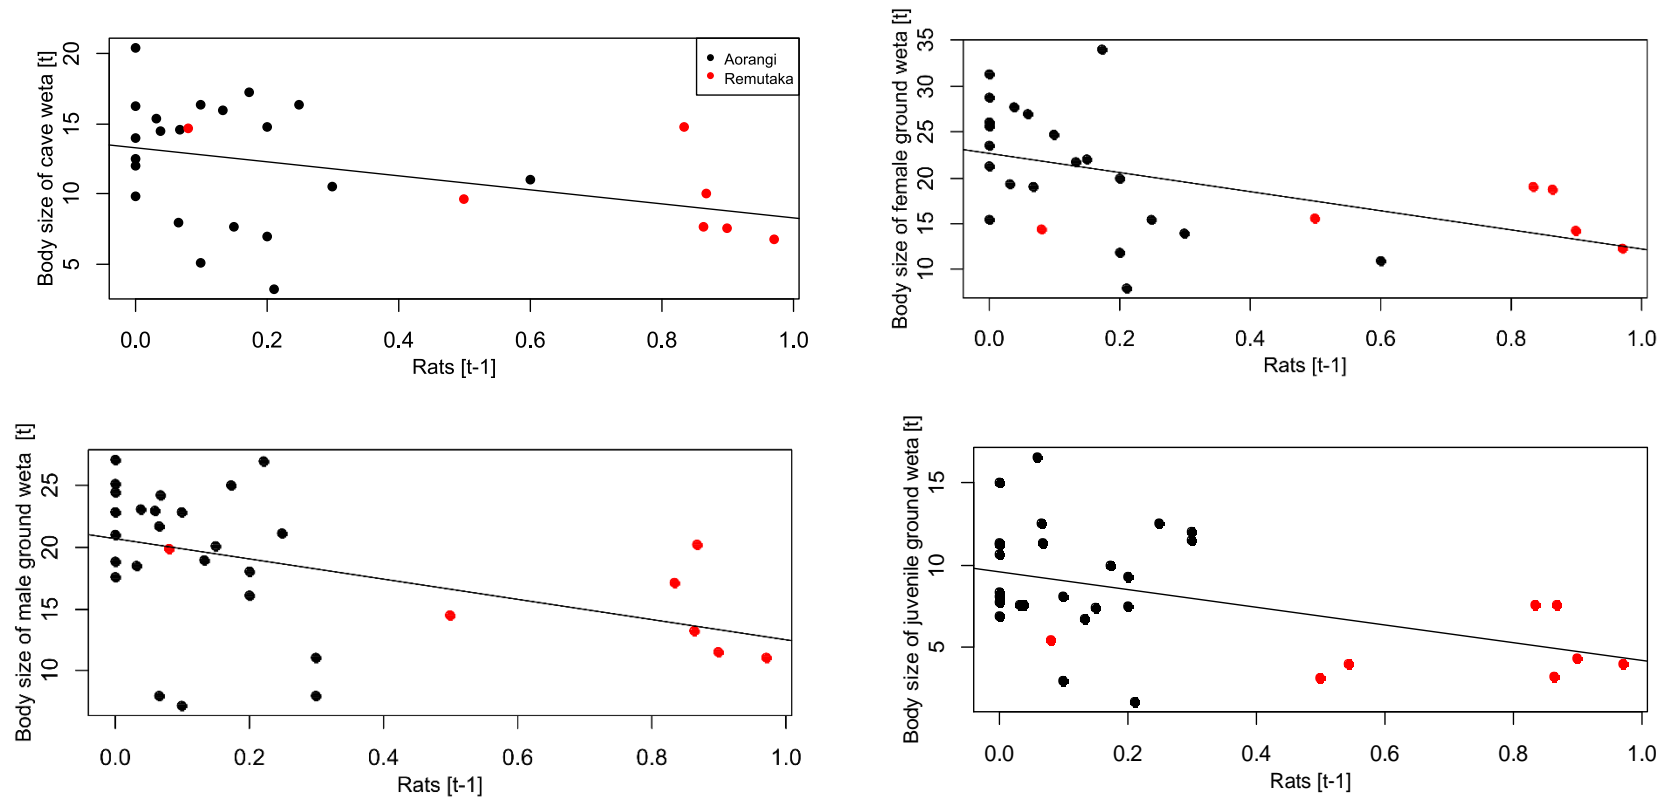 Body size of cave weta [t]
20
15
10
5
Aorangi
Remutaka
0.0 0.2 0.4 0.6 0.8 1.0
Rats [t-1]
Body size of female ground weta [t]
35
30
25
20
15
10
0.0 0.2 0.4 0.6 0.8 1.0
Rats [t-1]
Body size of male ground weta [t]
25
20
15
10
0.0 0.2 0.4 0.6 0.8 1.0
Rats [t-1]
Body size of juvenile ground weta [t]
15
10
5
0.0 0.2 0.4 0.6 0.8 1.0
Rats [t-1]